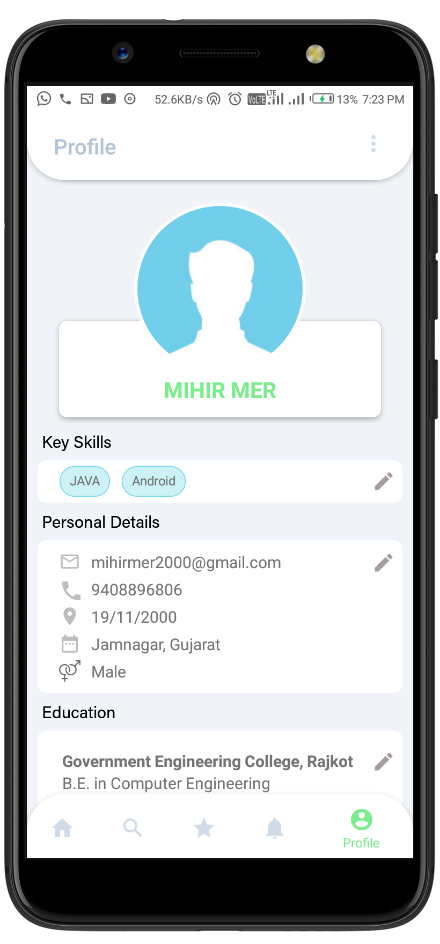 52.6KB/s VoLTE LTE 13% 7:23 PM
Profile
MIHIR MER
Key Skills
JAVA Android
Personal Details
mihirmer2000@gmail.com
9408896806
19/11/2000
Jamnagar, Gujarat
Male
Education
Government Engineering College, Rajkot
B.E. in Computer Engineering
Profile